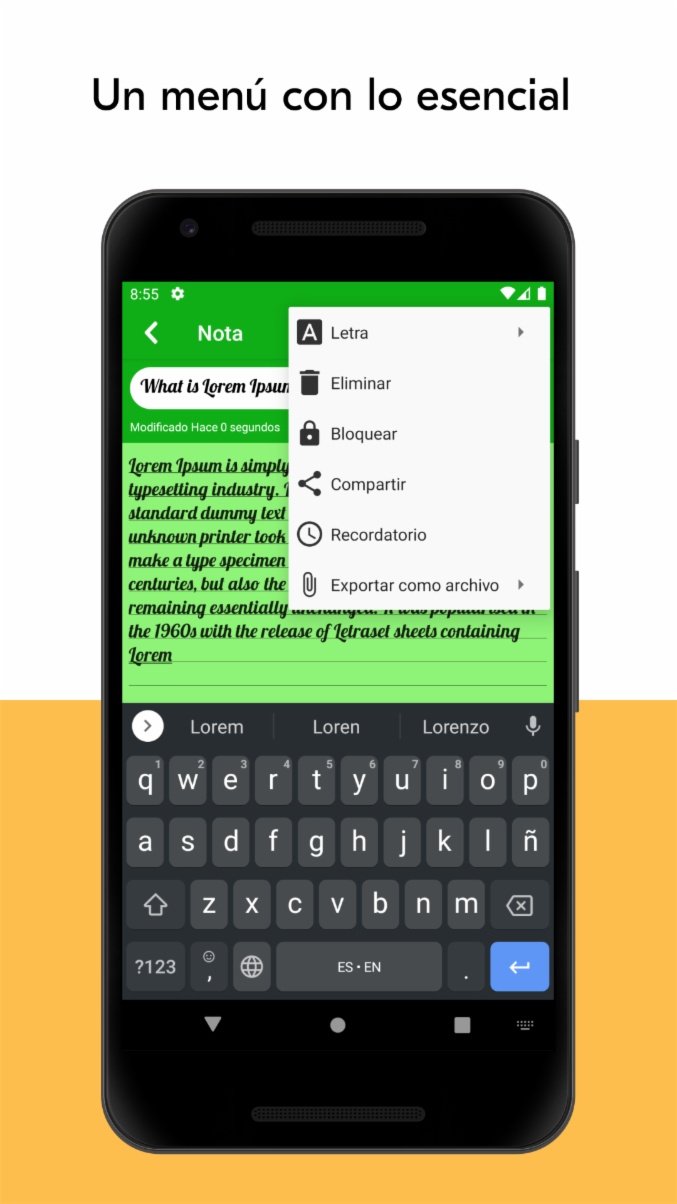 Un menú con lo esencial
8:55
Nota
Letra
Eliminar
Bloquear
Compartir
Recordatorio
Exportar como archivo
What is Lorem Ipsum
Modificado Hace 0 segundos
Lorem Ipsum is simply
typesetting industry.
standard dummy text
unknown printer took
make a type specimen
centuries, but also the
remaining essentially unchanged. It was popularised in
the 1960s with the release of Letraset sheets containing
Lorem
Lorem Loren Lorenzo
1 2 3 4 5 6 7 8 9 0
q w e r t y u i o p
a s d f g h j k l ñ
z x c v b n m
?123 , ES • EN .